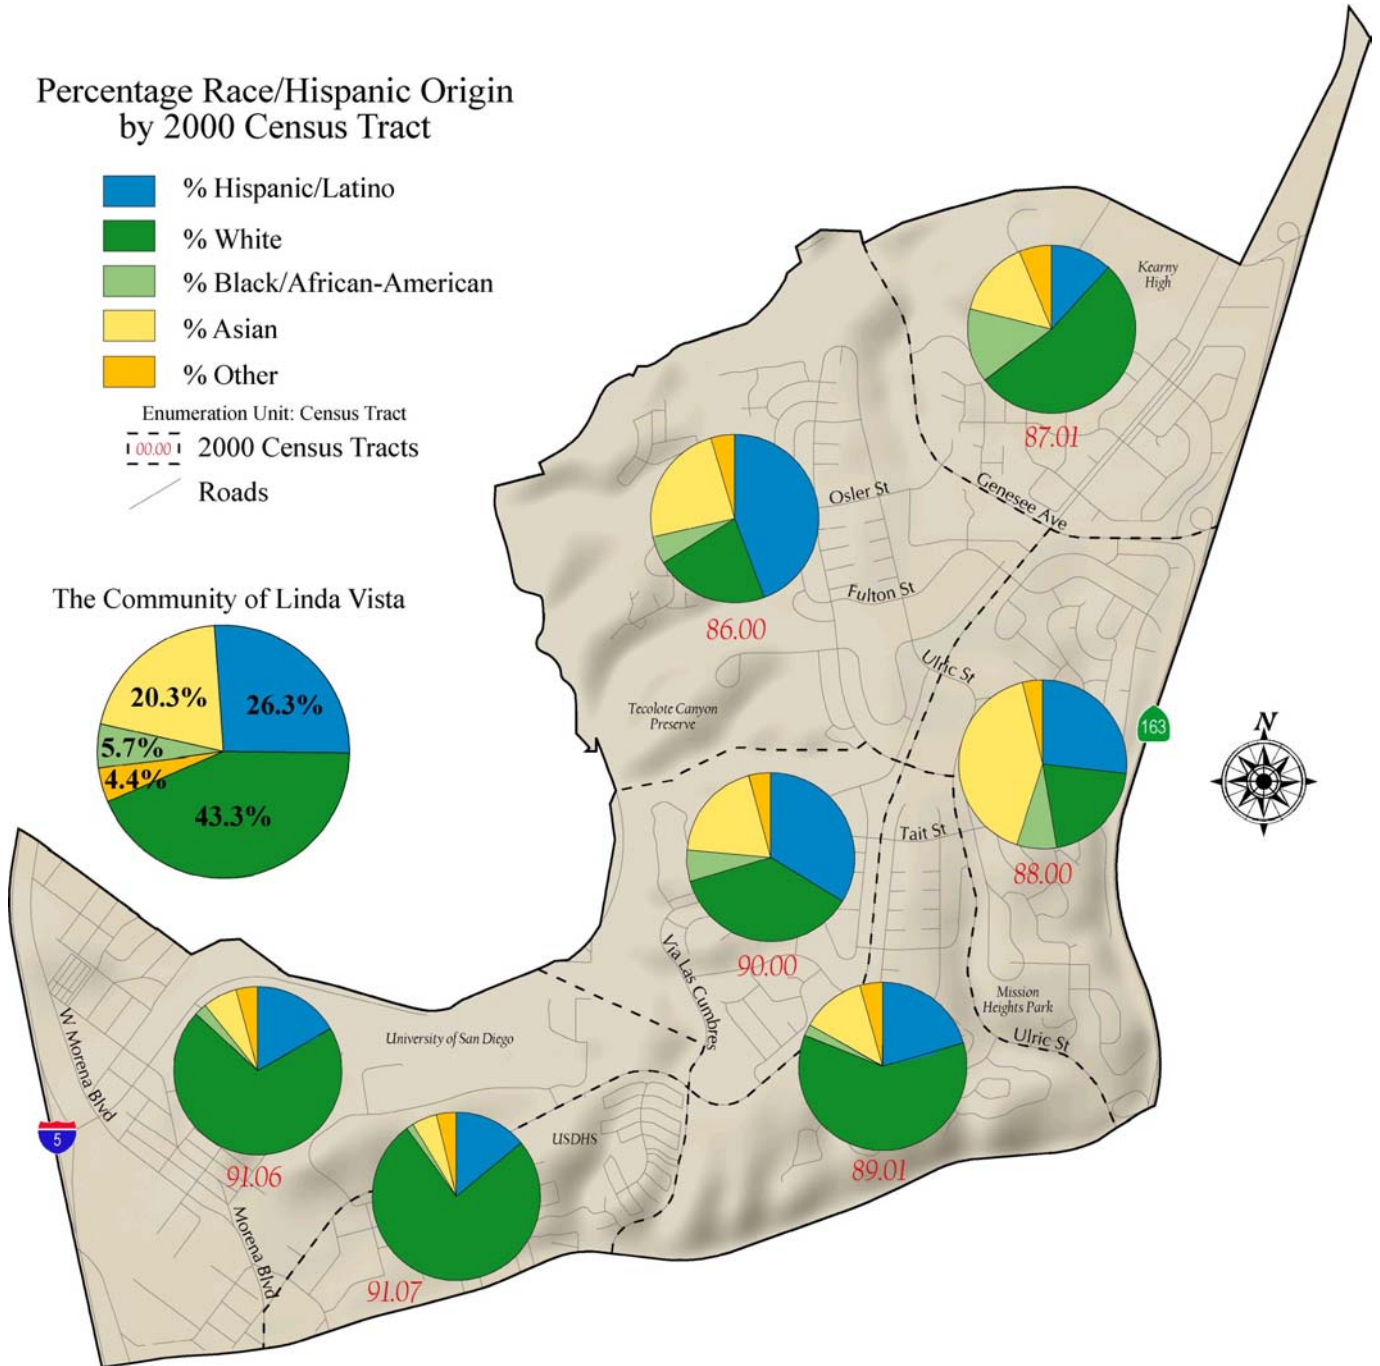 Percentage Race/Hispanic Origin
by 2000 Census Tract
% Hispanic/Latino
% White
% Black/African-American
% Asian
% Other
Enumeration Unit: Census Tract
00.00 2000 Census Tracts
Roads
The Community of Linda Vista
20.3%
26.3%
5.7%
4.4%
43.3%
Kearny
High
87.01
Genesee Ave
Osler St
Fulton St
86.00
Ulric St
Tecolote Canyon
Preserve
163
N
Tait St
88.00
90.00
Via Las Cumbres
Mission
Heights Park
Ulric St
W Morena Blvd
University of San Diego
5
USDHS
89.01
91.06
Morena Blvd
91.07